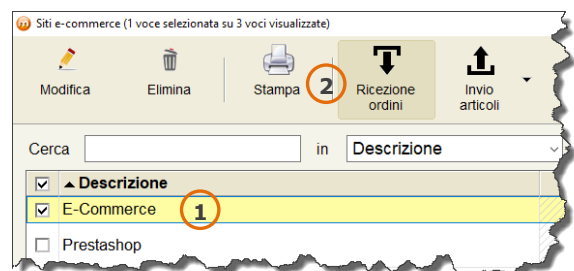 Siti e-commerce (1 voce selezionata su 3 voci visualizzate)
Modifica
Elimina
Stampa
2
Ricezione
ordini
Invio
articoli
Cerca
in
Descrizione
Descrizione
E-Commerce
1
Prestashop